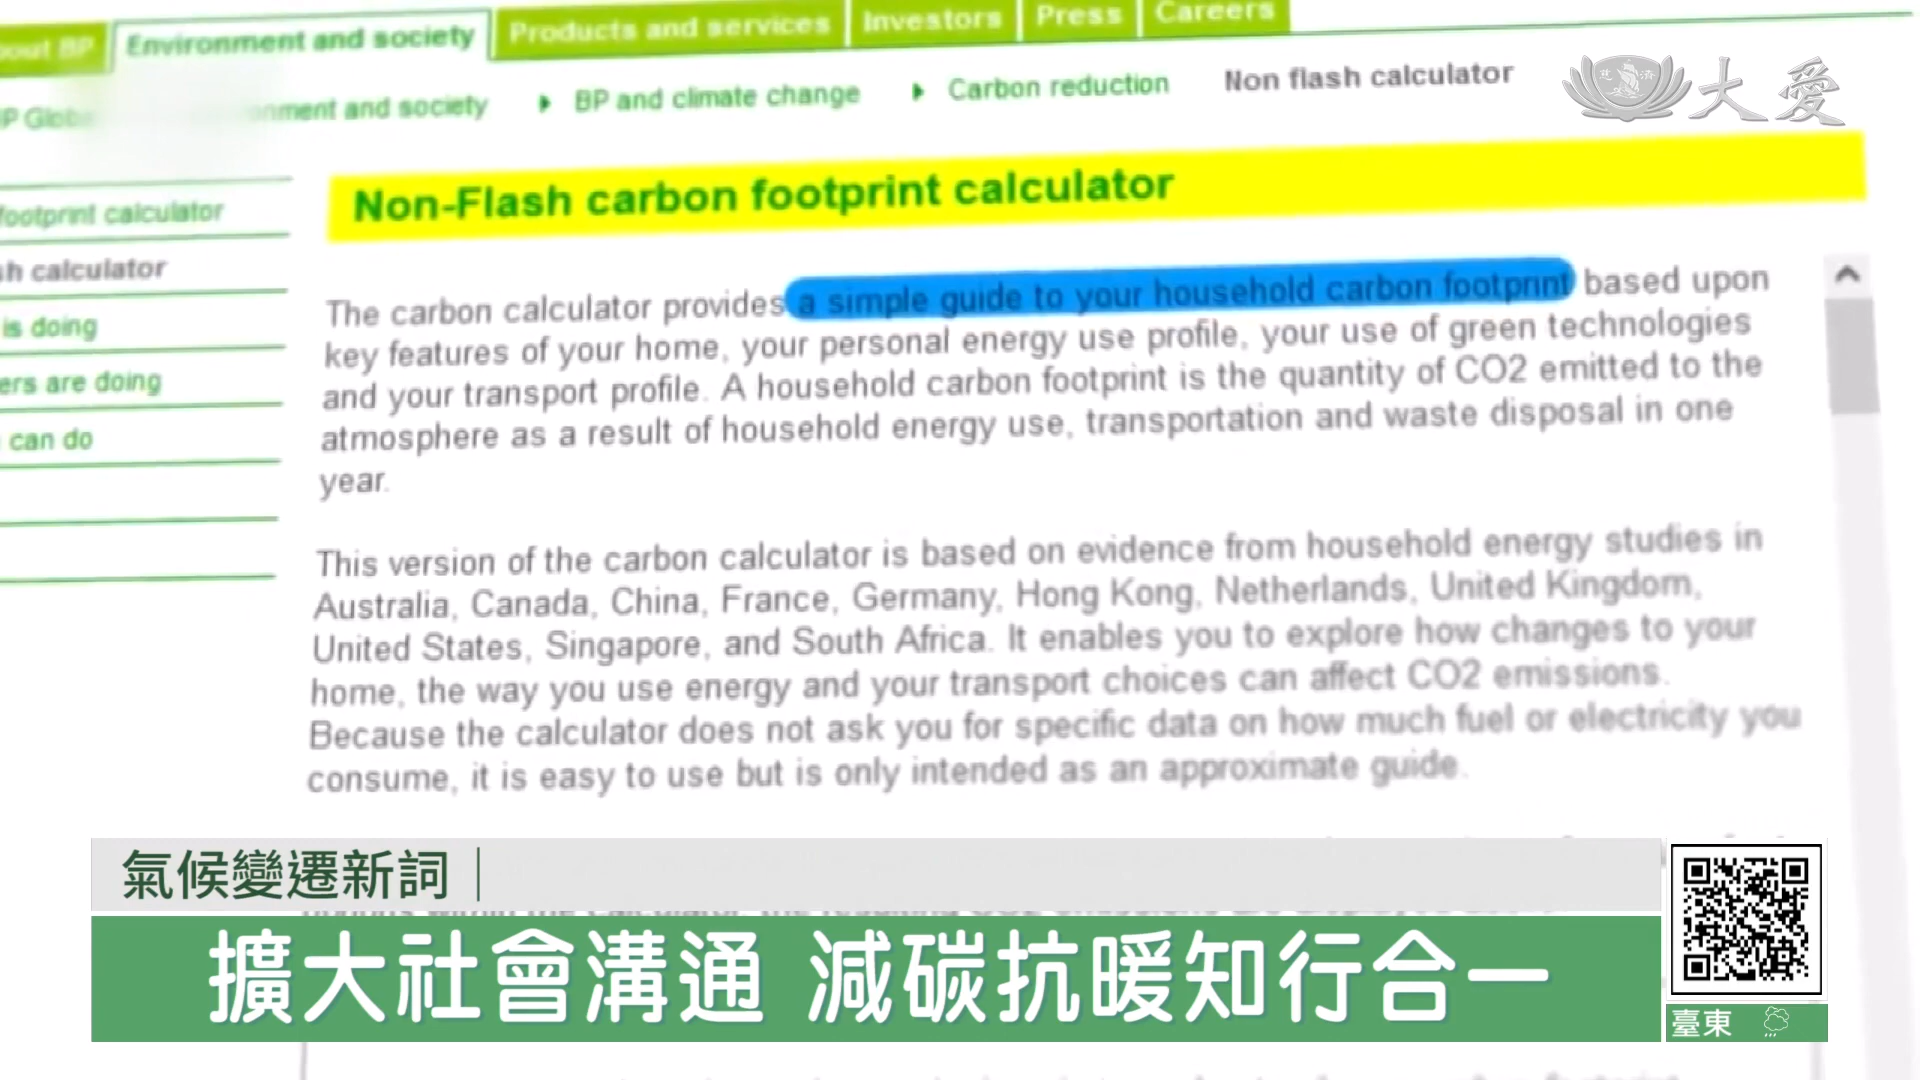 bout BP
Environment and society
Products and services
Investors
Press
Careers
P Globa
onment and society
BP and climate change
Carbon reduction
Non flash calculator
大愛
慈濟
Non-Flash carbon footprint calculator
footprint calculator
sh calculator
is doing
ers are doing
can do
The carbon calculator provides a simple guide to your household carbon footprint based upon
key features of your home, your personal energy use profile, your use of green technologies
and your transport profile. A household carbon footprint is the quantity of CO2 emitted to the
atmosphere as a result of household energy use, transportation and waste disposal in one
year.
This version of the carbon calculator is based on evidence from household energy studies in
Australia, Canada, China, France, Germany, Hong Kong, Netherlands, United Kingdom,
United States, Singapore, and South Africa. It enables you to explore how changes to your
home, the way you use energy and your transport choices can affect CO2 emissions.
Because the calculator does not ask you for specific data on how much fuel or electricity you
consume, it is easy to use but is only intended as an approximate guide.
氣候變遷新詞
擴大社會溝通 減碳抗暖知行合一
臺東